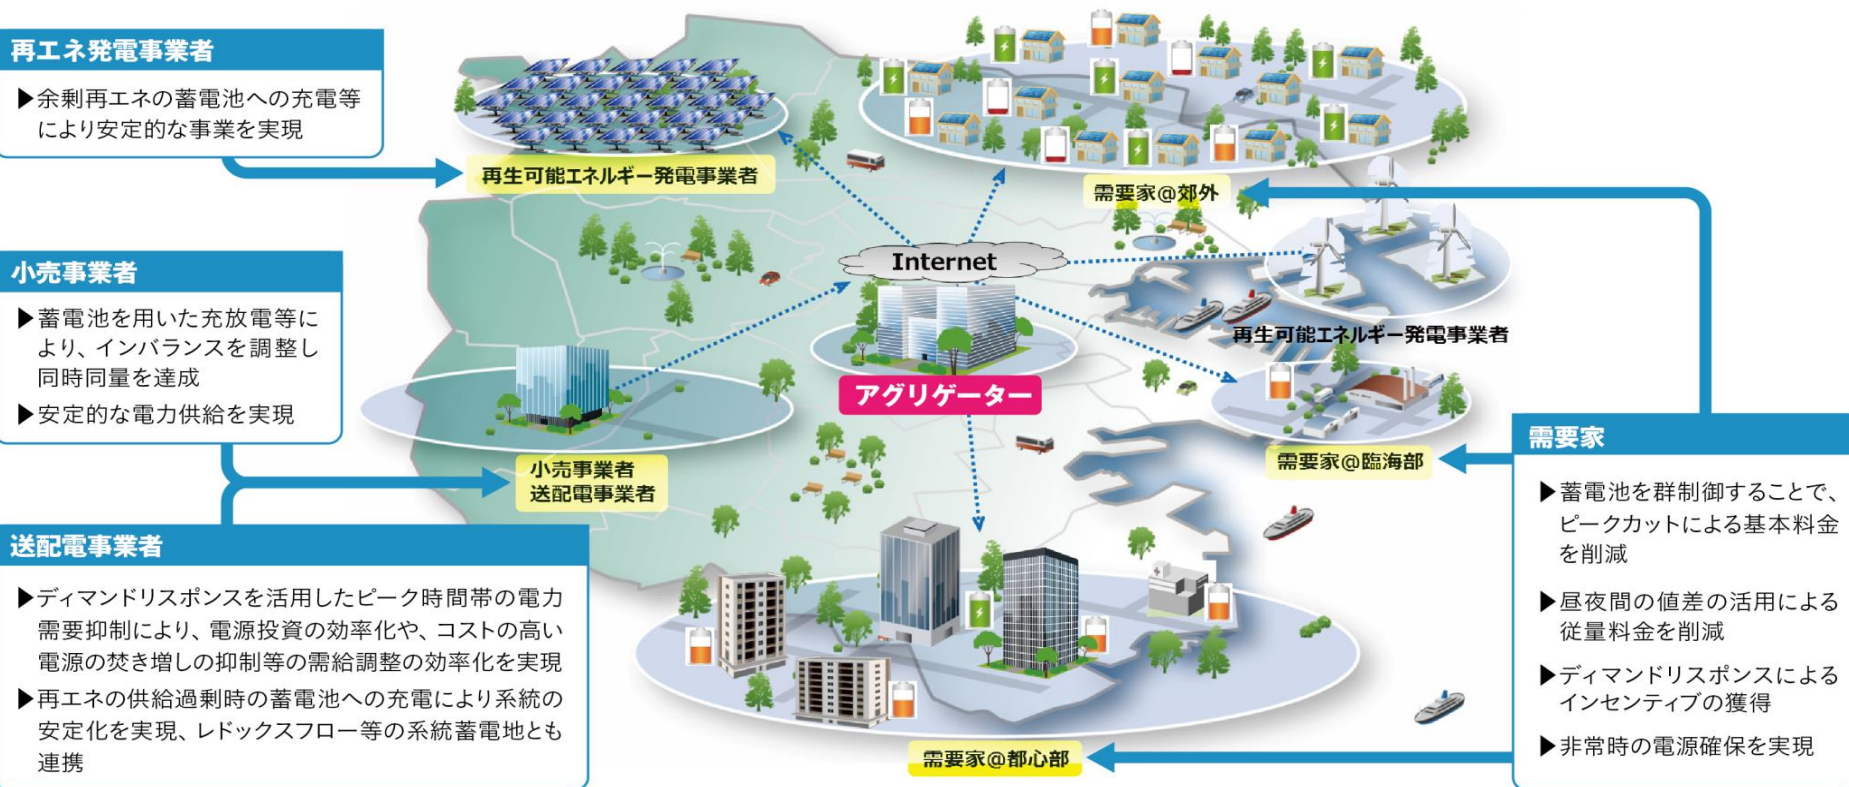 再エネ発電事業者
▶余剰再エネの蓄電池への充電等
により安定的な事業を実現
再生可能エネルギー発電事業者
需要家@郊外
小売事業者
▶蓄電池を用いた充放電等に
より、インバランスを調整し
同時同量を達成
▶安定的な電力供給を実現
Internet
アグリゲーター
再生可能エネルギー発電事業者
小売事業者
送配電事業者
需要家@臨海部
送配電事業者
▶ディマンドリスポンスを活用したピーク時間帯の電力
需要抑制により、電源投資の効率化や、コストの高い
電源の焚き増しの抑制等の需給調整の効率化を実現
▶再エネの供給過剰時の蓄電池への充電により系統の
安定化を実現、レドックスフロー等の系統蓄電地とも
連携
需要家@都心部
需要家
▶蓄電池を群制御することで、
ピークカットによる基本料金
を削減
▶昼夜間の値差の活用による
従量料金を削減
▶ディマンドリスポンスによる
インセンティブの獲得
▶非常時の電源確保を実現